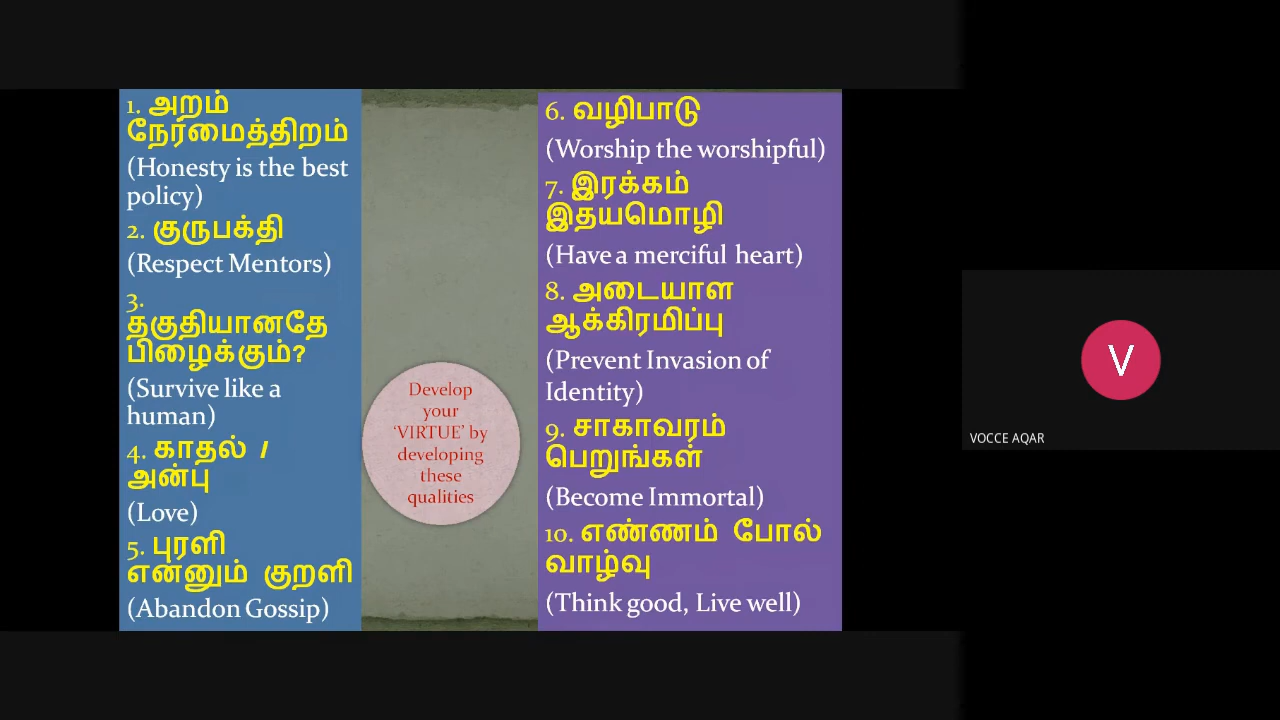 1. அறம்
நேர்மைத்திறம்
(Honesty is the best
policy)
2. குருபக்தி
(Respect Mentors)
3.
தகுதியானதே
பிழைக்கும்?
(Survive like a
human)
4. காதல் /
அன்பு
(Love)
5. புரளி
என்னும் குறளி
(Abandon Gossip)
Develop
your
‘VIRTUE’ by
developing
these
qualities
6. வழிபாடு
(Worship the worshipful)
7. இரக்கம்
இதயமொழி
(Have a merciful heart)
8. அடையாள
ஆக்கிரமிப்பு
(Prevent Invasion of
Identity)
9. சாகாவரம்
பெறுங்கள்
(Become Immortal)
10. எண்ணம் போல்
வாழ்வு
(Think good, Live well)
V
VOCCE AQAR